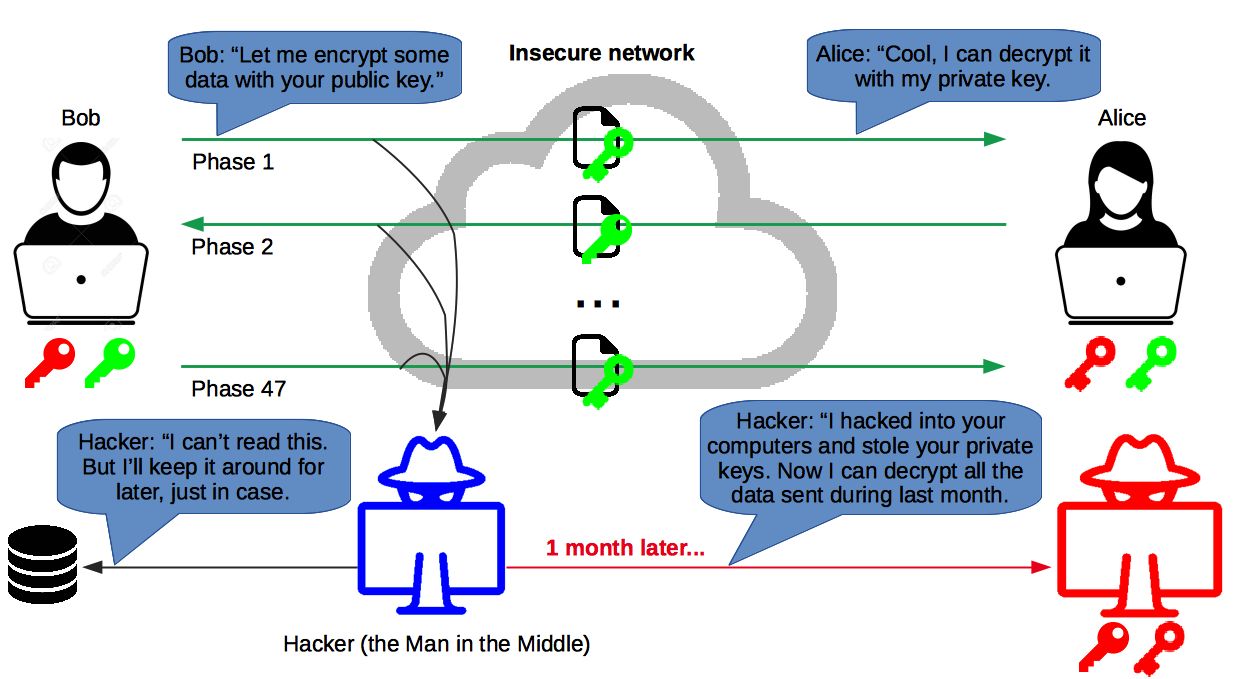 Bob: “Let me encrypt some
data with your public key.”
Insecure network
Alice: “Cool, I can decrypt it
with my private key.
Bob
Alice
Phase 1
Phase 2
...
Phase 47
Hacker: “I can’t read this.
But I’ll keep it around for
later, just in case.
Hacker: “I hacked into your
computers and stole your private
keys. Now I can decrypt all the
data sent during last month.
1 month later...
Hacker (the Man in the Middle)